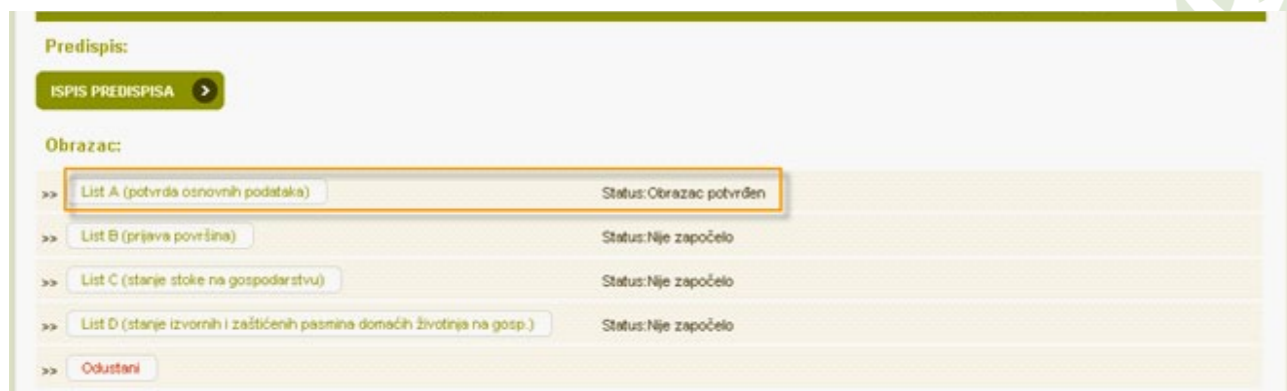 Predispis:
ISPIS PREDISPISA
Obrazac:
>> List A (potvrda osnovnih podataka) Status:Obrazac potvrđen
>> List B (prijava površina) Status:Nije započelo
>> List C (stanje stoke na gospodarstvu) Status:Nije započelo
>> List D (stanje izvornih i zaštićenih pasmina domaćih životinja na gosp.) Status:Nije započelo
>> Odustani